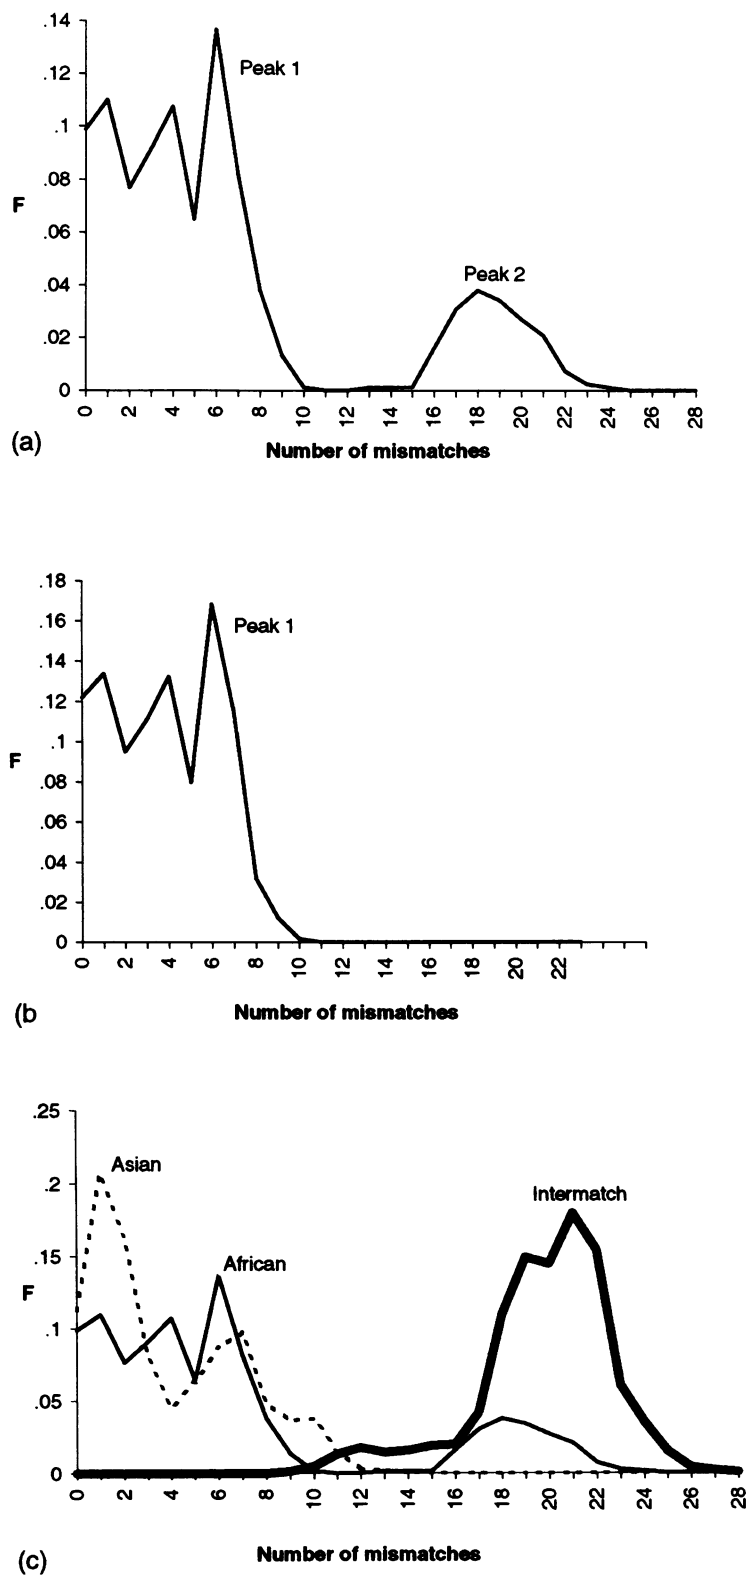 .14
.12
Peak 1
.1
.08
F
.06
Peak 2
.04
.02
0
0 2 4 6 8 10 12 14 16 18 20 22 24 26 28
(a)
Number of mismatches
.18
.16
Peak 1
.14
.12
.1
F
.08
.06
.04
.02
0
0 2 4 6 8 10 12 14 16 18 20 22
(b
Number of mismatches
.25
Asian
.2
Intermatch
.15
African
F
.1
.05
0
0 2 4 6 8 10 12 14 16 18 20 22 24 26 28
(c)
Number of mismatches